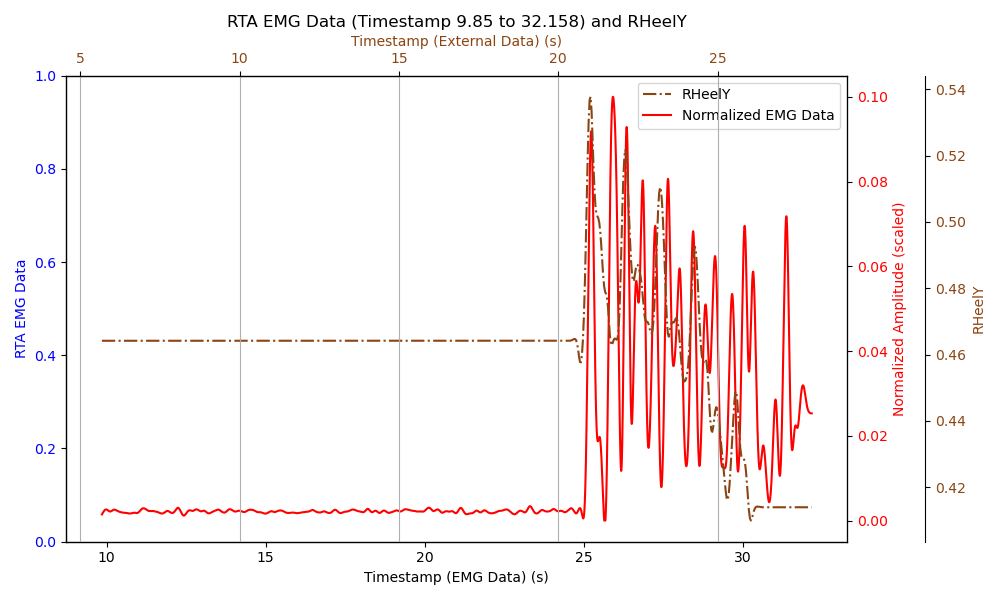 RTA EMG Data (Timestamp 9.85 to 32.158) and RHeelY
Timestamp (External Data) (s)
5 10 15 20 25
RHeelY
Normalized EMG Data
RTA EMG Data
1.0
0.8
0.6
0.4
0.2
0.0
0.10
0.08
0.06
0.04
0.02
0.00
Normalized Amplitude (scaled)
0.54
0.52
0.50
0.48
0.46
0.44
0.42
RHeelY
10 15 20 25 30
Timestamp (EMG Data) (s)